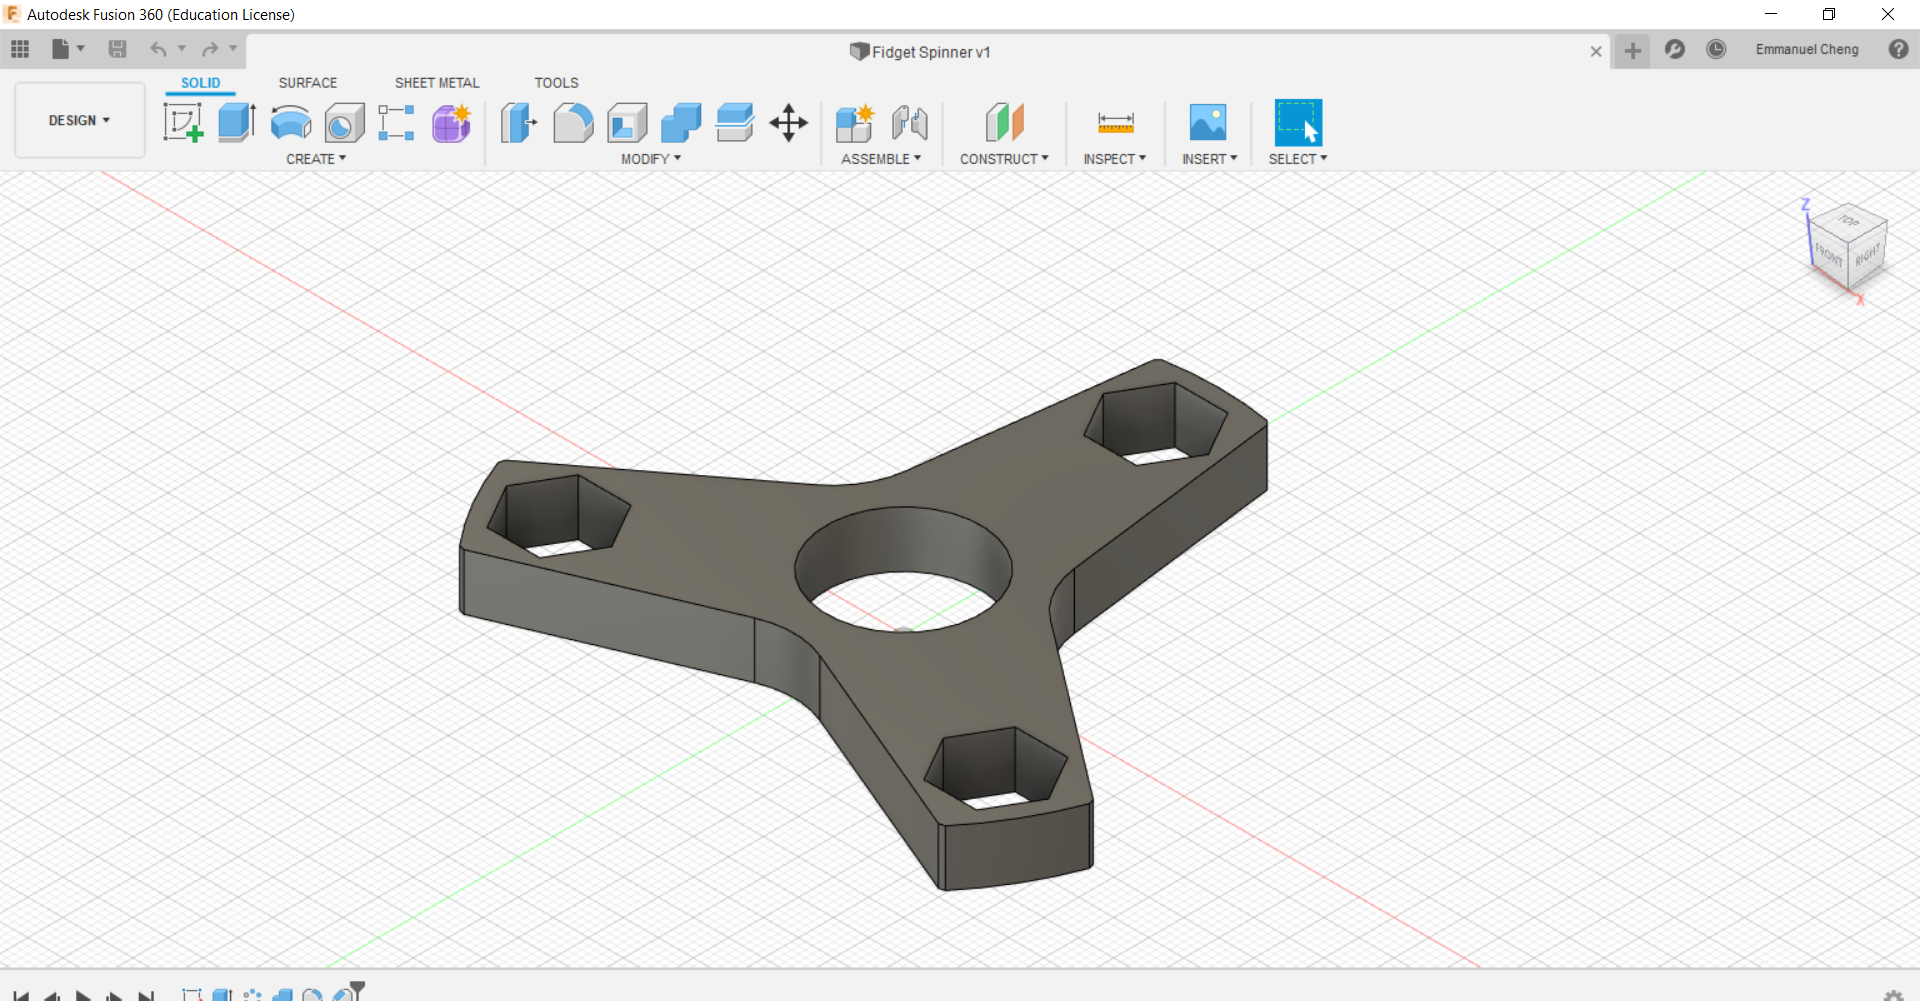 Autodesk Fusion 360 (Education License)
Fidget Spinner v1
Emmanuel Cheng
SOLID
SURFACE
SHEET METAL
TOOLS
DESIGN
CREATE
MODIFY
ASSEMBLE
CONSTRUCT
INSPECT
INSERT
SELECT
Z
TOP
FRONT
RIGHT
X